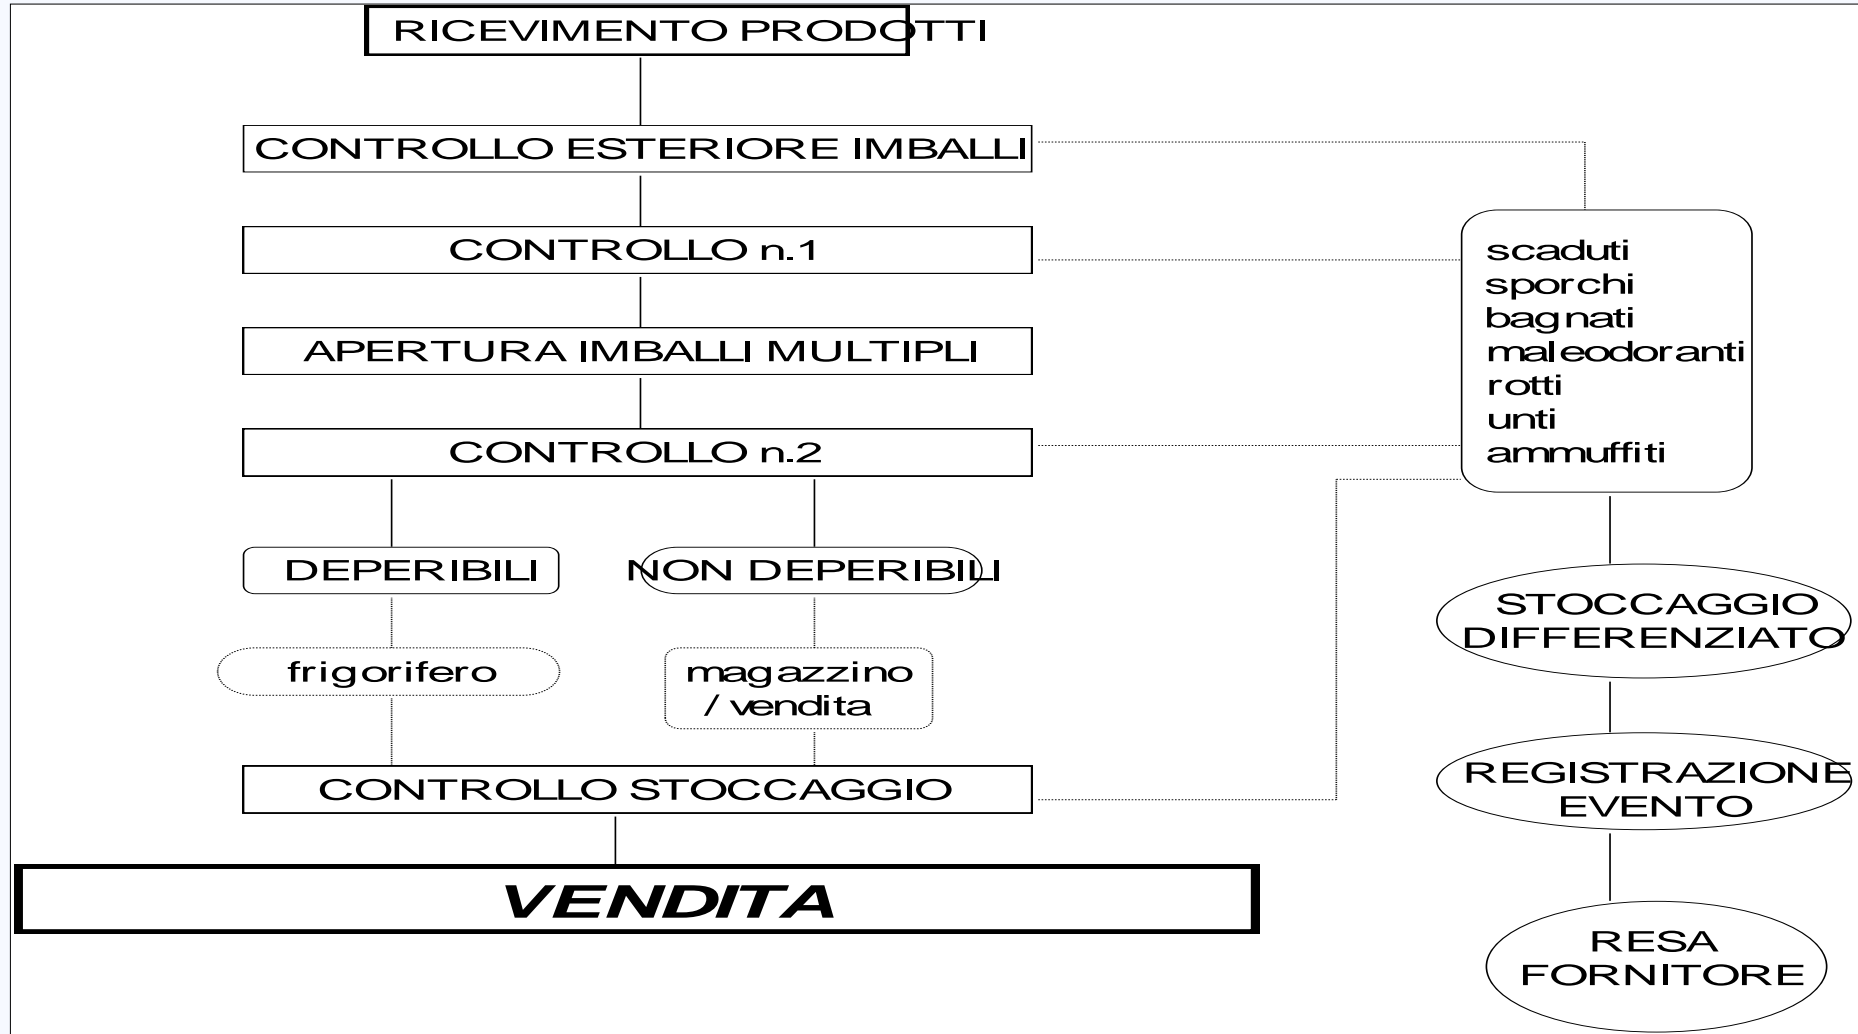 RICEVIMENTO PRODOTTI
CONTROLLO ESTERIORE IMBALLI
CONTROLLO n.1
APERTURA IMBALLI MULTIPLI
CONTROLLO n.2
DEPERIBILI
NON DEPERIBILI
frigorifero
magazzino
/ vendita
CONTROLLO STOCCAGGIO
VENDITA
scaduti
sporchi
bagnati
maleodoranti
rotti
unti
ammuffiti
STOCCAGGIO
DIFFERENZIATO
REGISTRAZIONE
EVENTO
RESA
FORNITORE